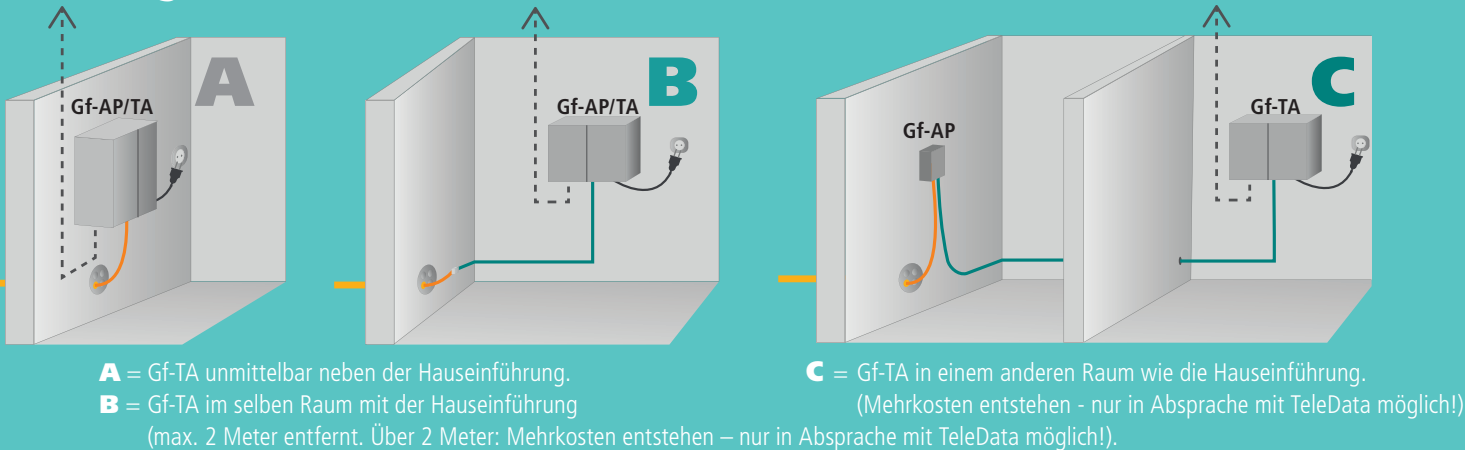 A
Gf-AP/TA
B
Gf-AP/TA
C
Gf-AP
Gf-TA
A = Gf-TA unmittelbar neben der Hauseinführung.
B = Gf-TA im selben Raum mit der Hauseinführung
(max. 2 Meter entfernt. Über 2 Meter: Mehrkosten entstehen – nur in Absprache mit TeleData möglich!).
C = Gf-TA in einem anderen Raum wie die Hauseinführung.
(Mehrkosten entstehen - nur in Absprache mit TeleData möglich!)